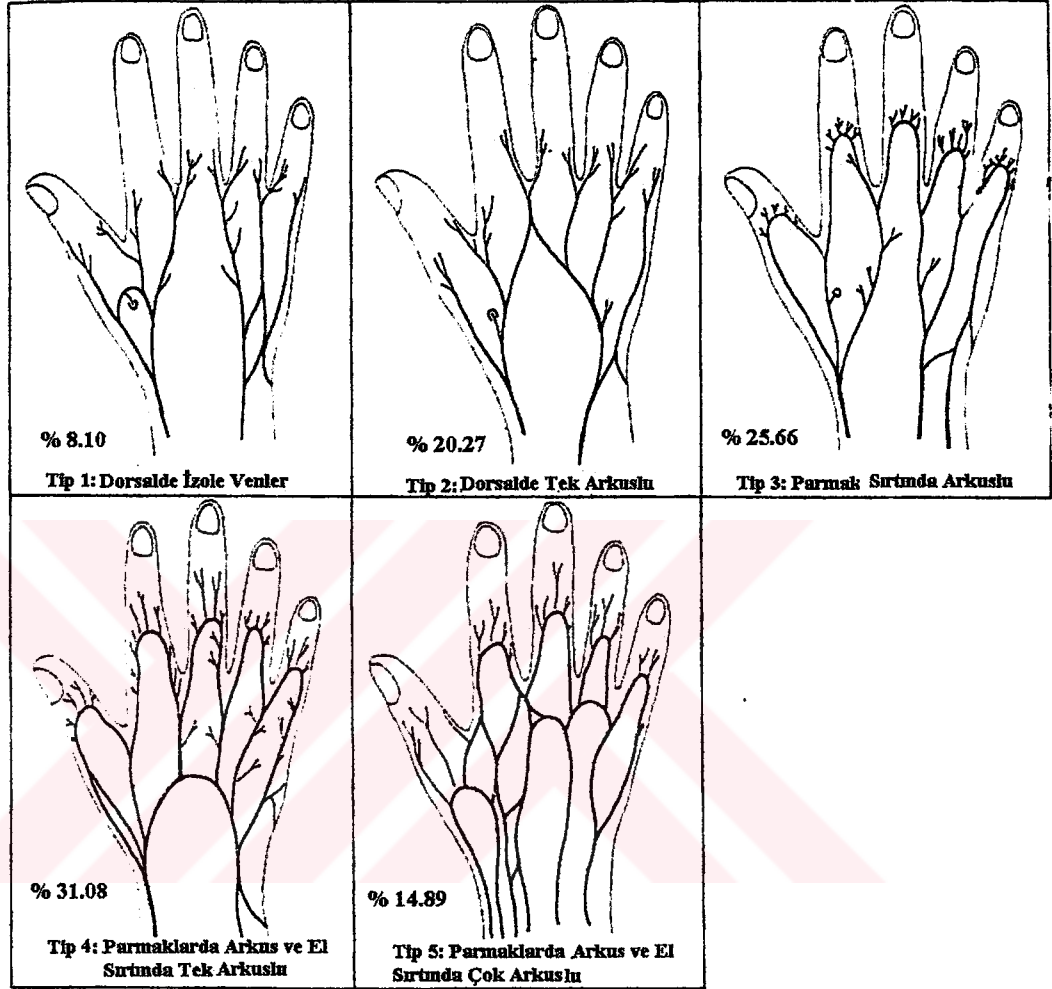 % 8.10
Tip 1: Dorsalde İzole Venler
% 20.27
Tip 2: Dorsalde Tek Arkuslu
% 25.66
Tip 3: Parmak Sırtında Arkuslu
% 31.08
Tip 4: Parmaklarda Arkus ve El
Sırtında Tek Arkuslu
% 14.89
Tip 5: Parmaklarda Arkus ve El
Sırtında Çok Arkuslu